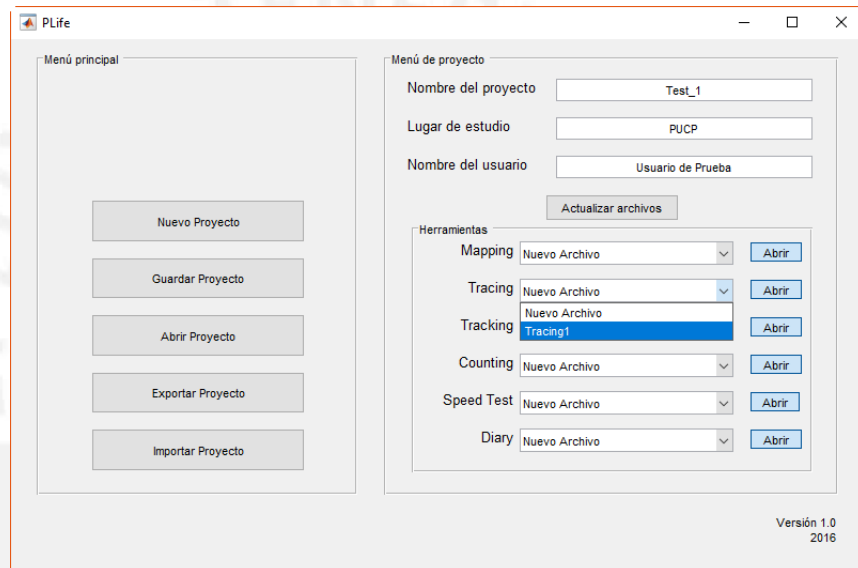 PLife
Menú principal
Nuevo Proyecto
Guardar Proyecto
Abrir Proyecto
Exportar Proyecto
Importar Proyecto
Menú de proyecto
Nombre del proyecto Test_1
Lugar de estudio PUCP
Nombre del usuario Usuario de Prueba
Actualizar archivos
Herramientas
Mapping Nuevo Archivo Abrir
Tracing Nuevo Archivo Abrir
Nuevo Archivo
Tracking Tracing1 Abrir
Counting Nuevo Archivo Abrir
Speed Test Nuevo Archivo Abrir
Diary Nuevo Archivo Abrir
Versión 1.0
2016